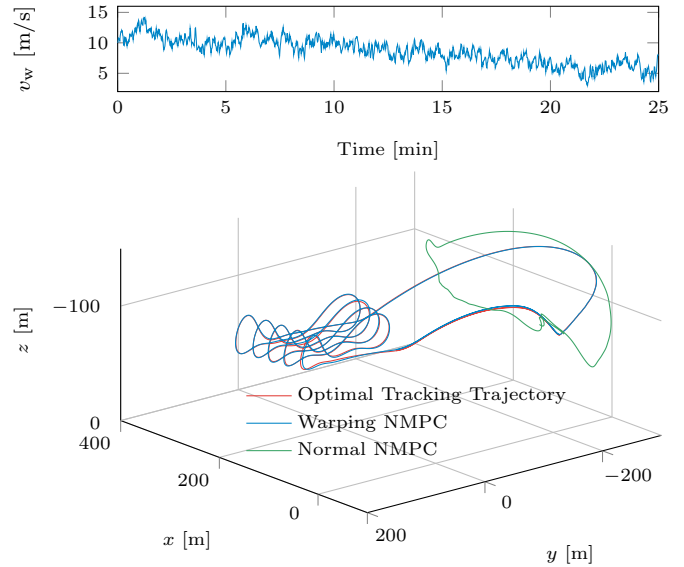 15
10
5
v_w [m/s]
0 5 10 15 20 25
Time [min]
−100
0
z [m]
400
200
0
x [m]
−200
0
200
y [m]
Optimal Tracking Trajectory
Warping NMPC
Normal NMPC